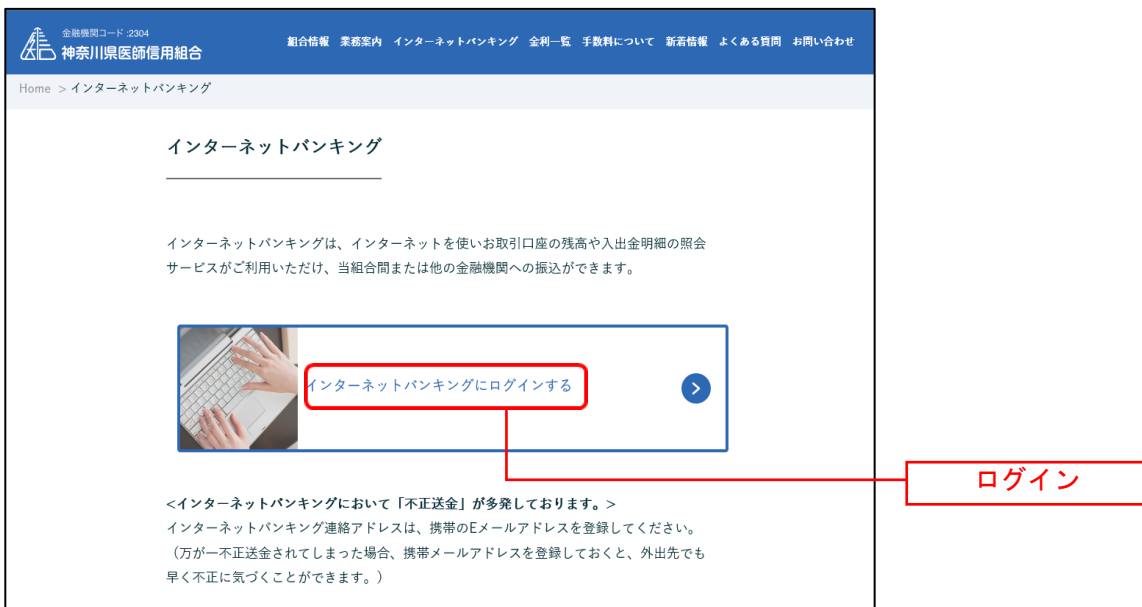 金融機関コード:2304
神奈川県医師信用組合
組合情報 業務案内 インターネットバンキング 金利一覧 手数料について 新着情報 よくある質問 お問い合わせ
Home > インターネットバンキング
インターネットバンキング
インターネットバンキングは、インターネットを使いお取引口座の残高や入出金明細の照会
サービスがご利用いただけ、当組合間または他の金融機関への振込ができます。
インターネットバンキングにログインする
ログイン
<インターネットバンキングにおいて「不正送金」が多発しております。>
インターネットバンキング連絡アドレスは、携帯のEメールアドレスを登録してください。
（万が一不正送金されてしまった場合、携帯メールアドレスを登録しておくと、外出先でも
早く不正に気づくことができます。）